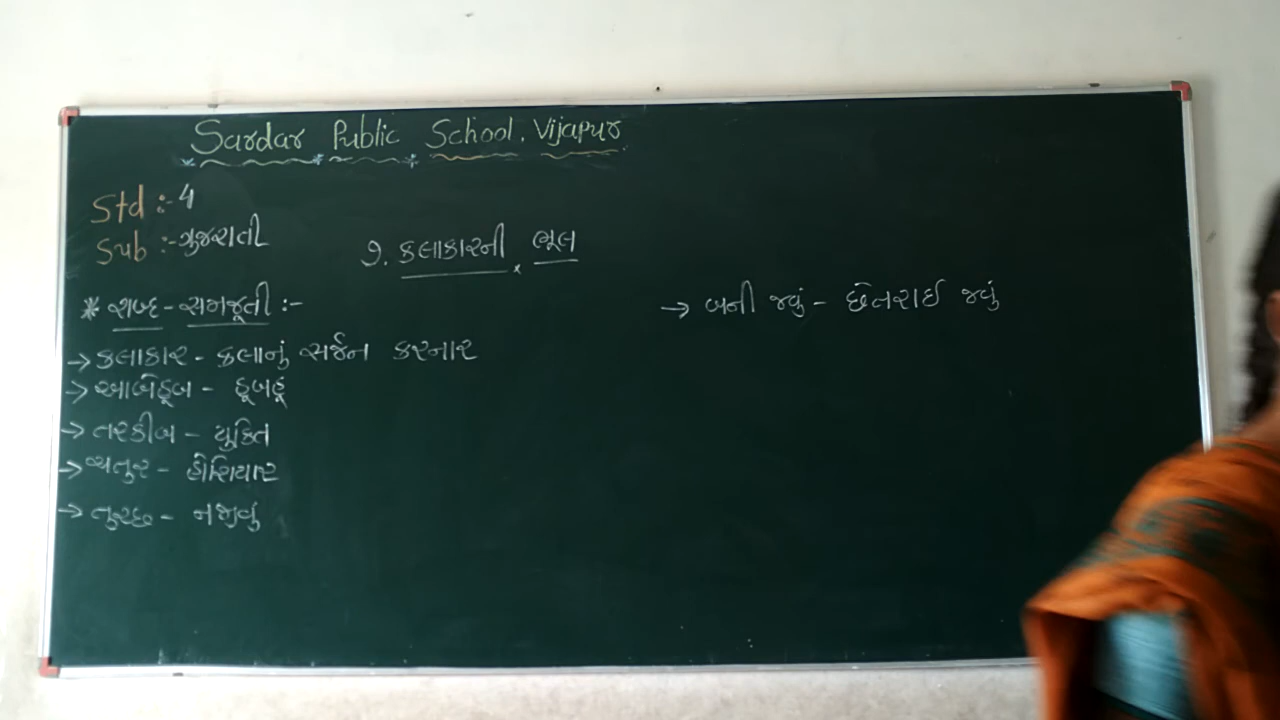 Sardar Public School, Vijapur
Std :- 4
Sub :- ગુજરાતી
૭. કલાકારની ભૂલ
* શબ્દ-સમજૂતી :-
→ કલાકાર - કલાનું સર્જન કરનાર
→ આબેહૂબ - હૂબહૂં
→ તરકીબ - યુક્તિ
→ ચતુર - હોશિયાર
→ તુચ્છ - નજીવું
→ બની જવું - છેતરાઈ જવું